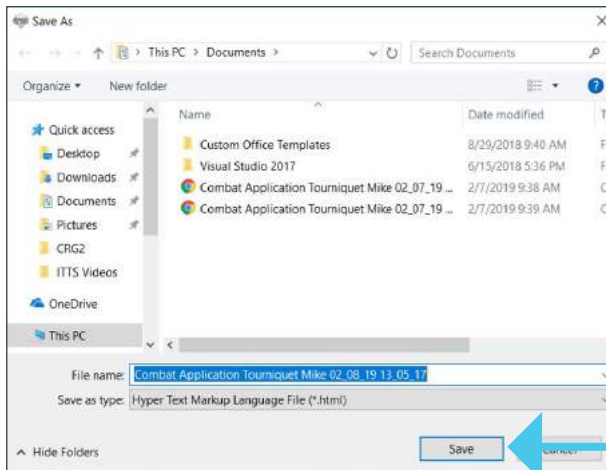 Save As
This PC > Documents >
Search Documents
Organize
New folder
Name
Date modified
Quick access
Desktop
Downloads
Documents
Pictures
CRG2
ITTS Videos
OneDrive
This PC
Custom Office Templates 8/29/2018 9:40 AM
Visual Studio 2017 6/15/2018 5:36 PM
Combat Application Tourniquet Mike 02_07_19 ... 2/7/2019 9:38 AM
Combat Application Tourniquet Mike 02_07_19 ... 2/7/2019 9:39 AM
File name: Combat Application Tourniquet Mike 02_08_19 13_05_17
Save as type: Hyper Text Markup Language File (*.html)
Hide Folders
Save